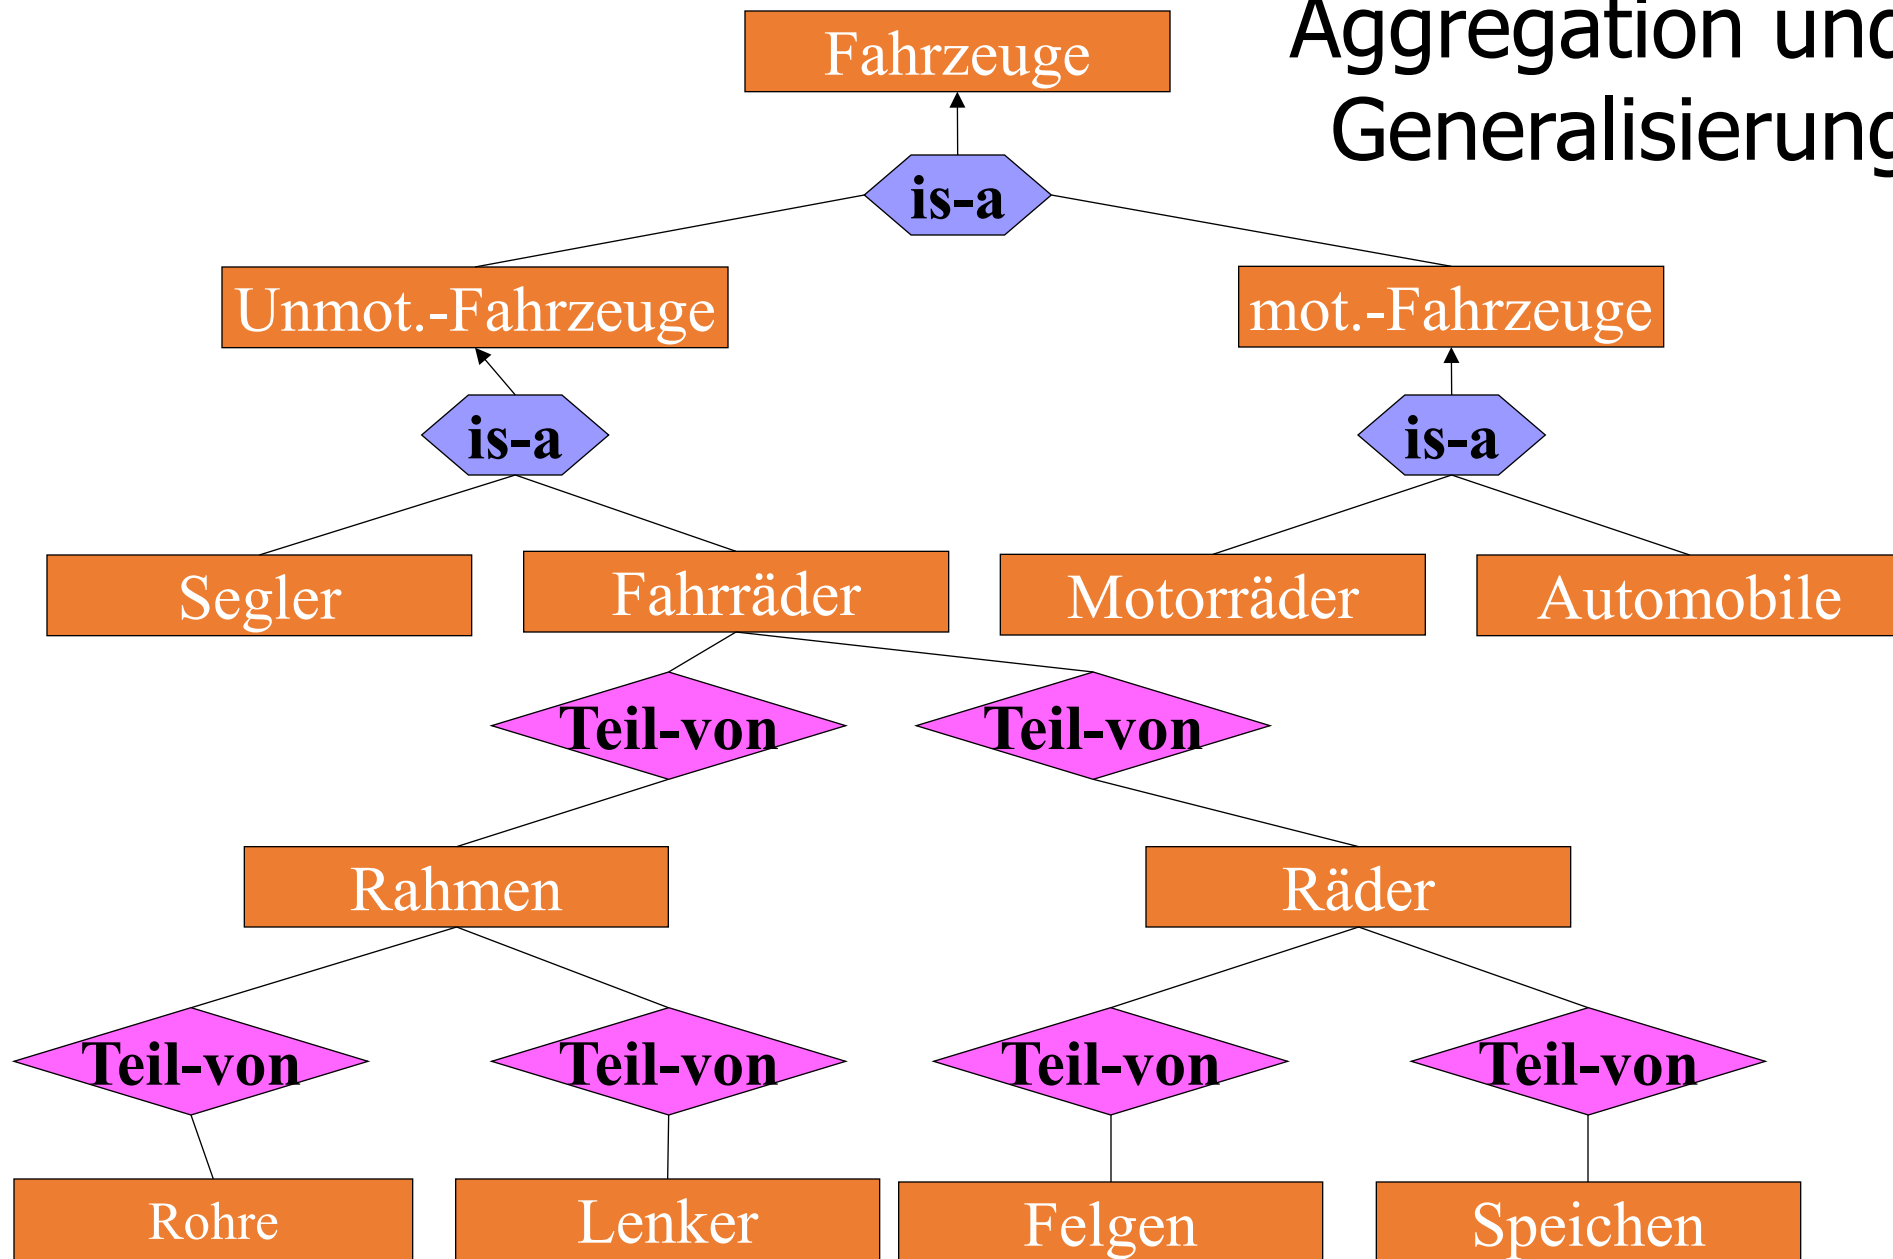 Aggregation und
Generalisierung
Fahrzeuge
is-a
Unmot.-Fahrzeuge
mot.-Fahrzeuge
is-a
is-a
Segler
Fahrräder
Motorräder
Automobile
Teil-von
Teil-von
Rahmen
Räder
Teil-von
Teil-von
Teil-von
Teil-von
Rohre
Lenker
Felgen
Speichen